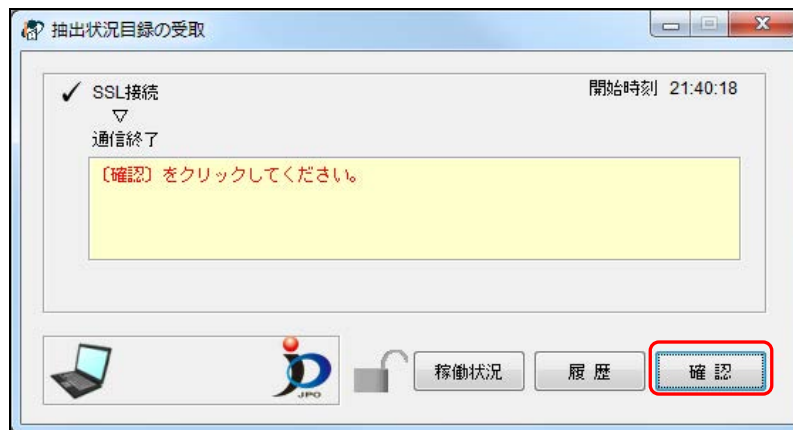 抽出状況目録の受取
SSL接続
開始時刻 21:40:18
▽
通信終了
〔確認〕をクリックしてください。
JPO
稼働状況
履歴
確認